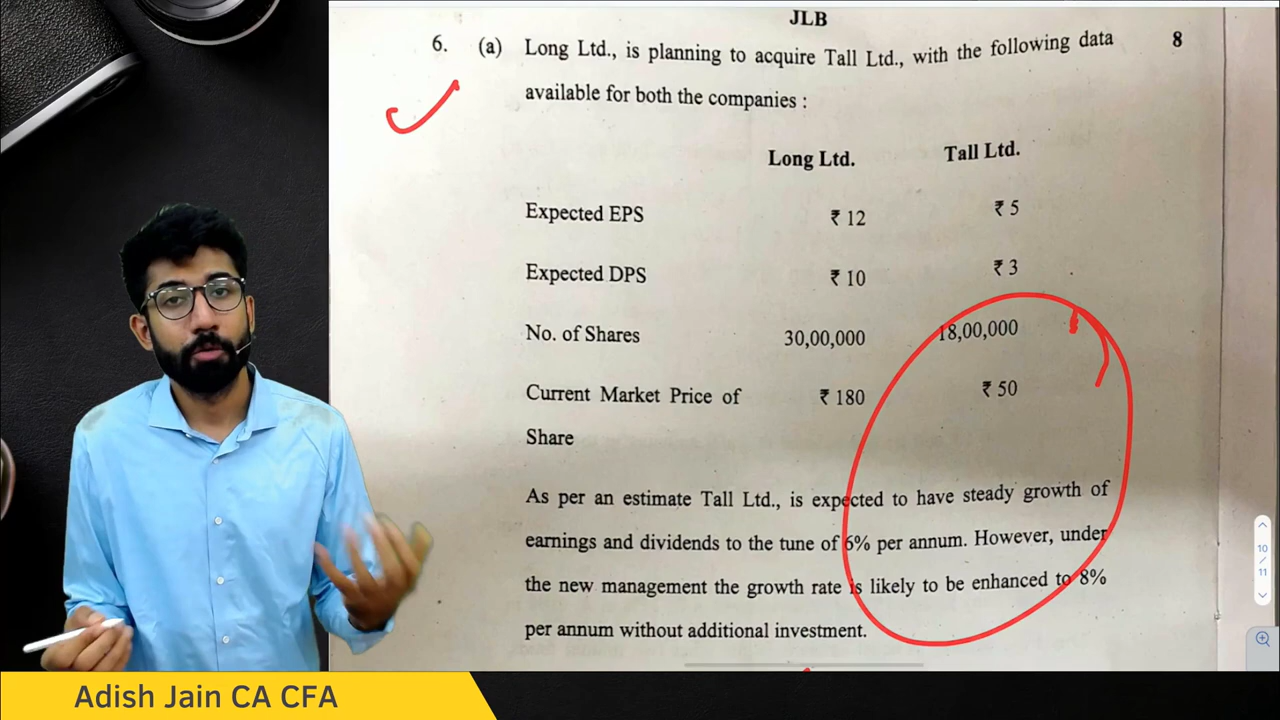 JLB
6. (a) Long Ltd., is planning to acquire Tall Ltd., with the following data 8
available for both the companies :
Long Ltd. Tall Ltd.
Expected EPS ₹ 12 ₹ 5
Expected DPS ₹ 10 ₹ 3
No. of Shares 30,00,000 18,00,000
Current Market Price of ₹ 180 ₹ 50
Share
As per an estimate Tall Ltd., is expected to have steady growth of
earnings and dividends to the tune of 6% per annum. However, under
the new management the growth rate is likely to be enhanced to 8%
per annum without additional investment.
10
/
11
Adish Jain CA CFA